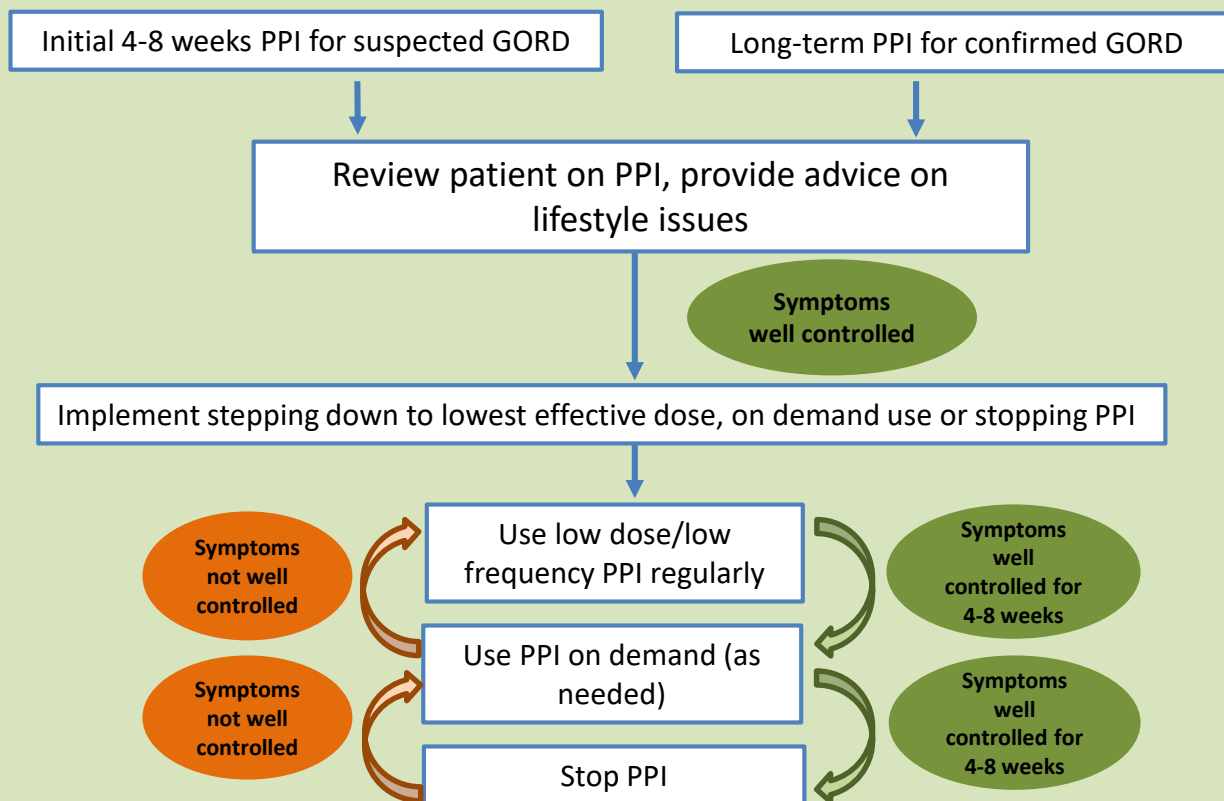 Initial 4-8 weeks PPI for suspected GORD
Long-term PPI for confirmed GORD
Review patient on PPI, provide advice on
lifestyle issues
Symptoms
well controlled
Implement stepping down to lowest effective dose, on demand use or stopping PPI
Use low dose/low
frequency PPI regularly
Symptoms
not well
controlled
Symptoms
well
controlled for
4-8 weeks
Use PPI on demand (as
needed)
Symptoms
not well
controlled
Symptoms
well
controlled for
4-8 weeks
Stop PPI